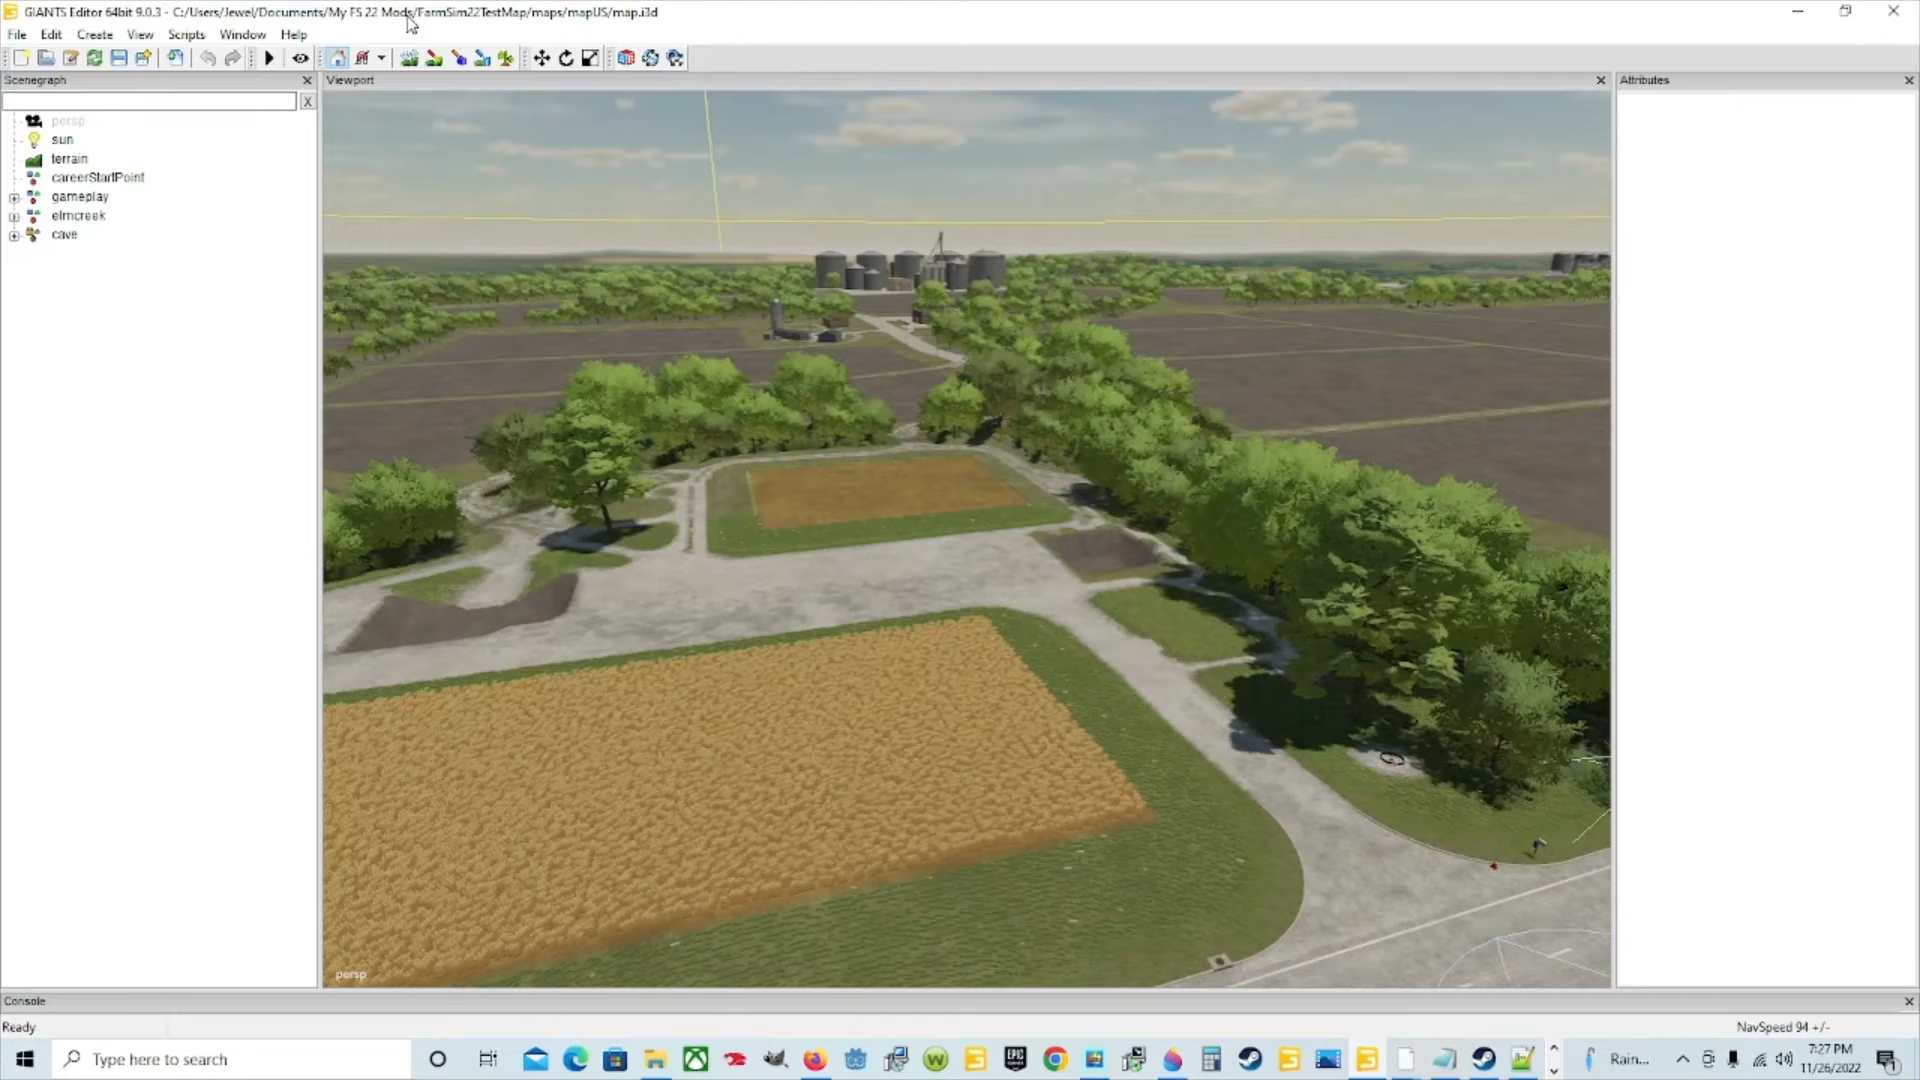 GIANTS Editor 64bit 9.0.3 - C:/Users/Jewel/Documents/My FS 22 Mods/FarmSim22TestMap/maps/mapUS/map.i3d
File Edit Create View Scripts Window Help
Scenegraph
Viewport
Attributes
X
persp
sun
terrain
careerStartPoint
gameplay
elmcreek
cave
persp
Console
Ready
NavSpeed 94 +/-
Type here to search
EPIC
Rain...
7:27 PM
11/26/2022
1